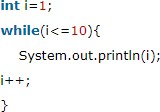 int i=1;
while(i<=10){
System.out.println(i);
i++;
}